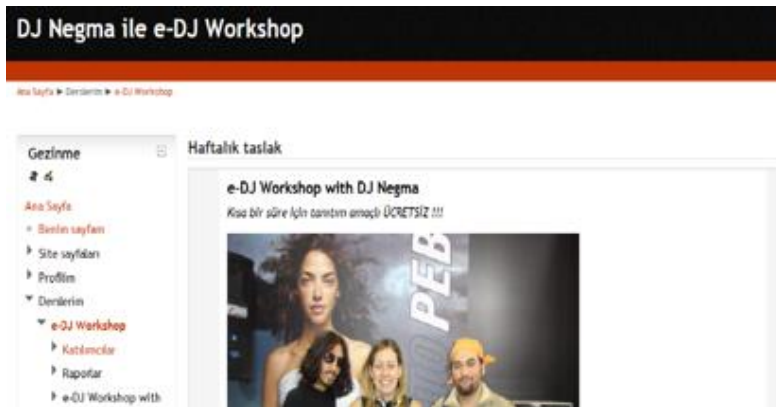 DJ Negma ile e-DJ Workshop
Ana Sayfa ► Derslerim ► e-DJ Workshop
Gezinme
Ana Sayfa
Benim sayfam
Site sayfaları
Profilim
Derslerim
e-DJ Workshop
Katılımcılar
Raporlar
e-DJ Workshop with
Haftalık taslak
e-DJ Workshop with DJ Negma
Kısa bir süre için tanıtım amaçlı ÜCRETSİZ !!!
PEB